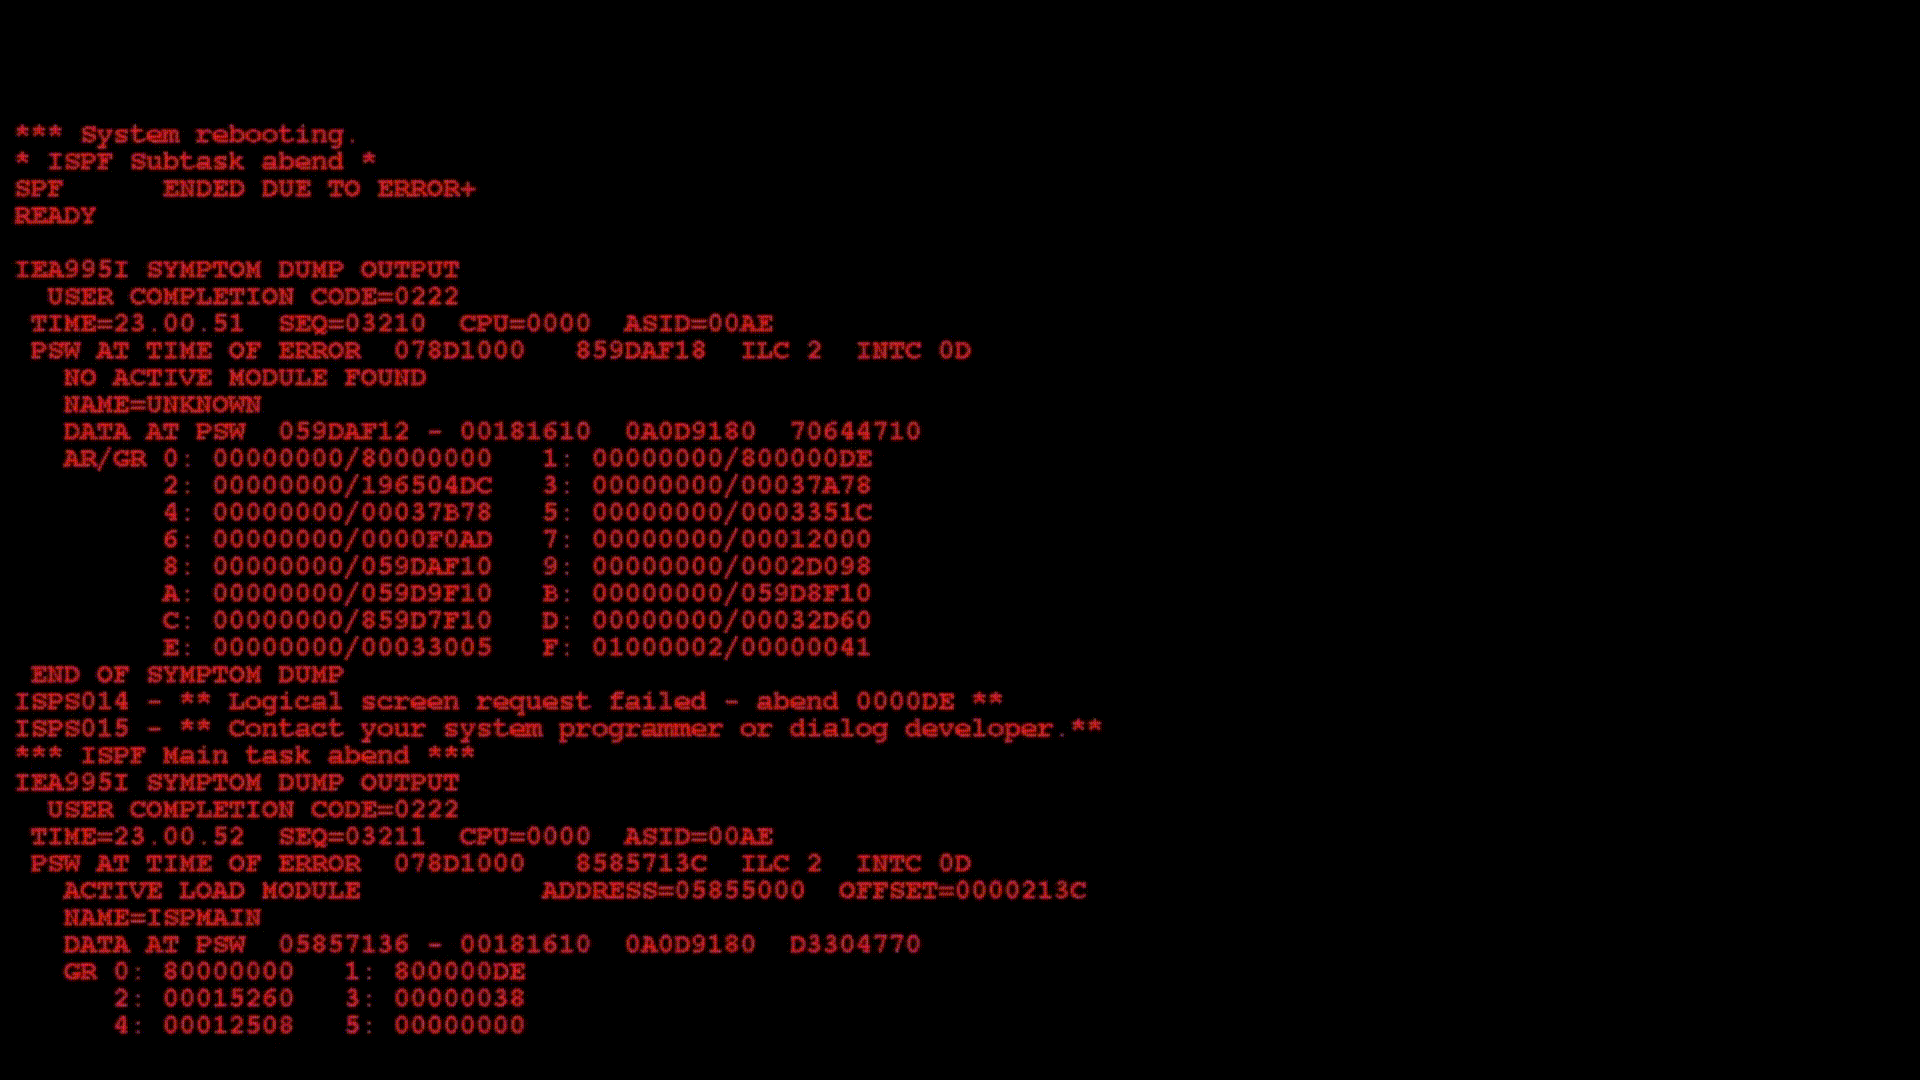 *** System rebooting.
* ISPF Subtask abend *
SPF      ENDED DUE TO ERROR+
READY
IEA995I SYMPTOM DUMP OUTPUT
  USER COMPLETION CODE=0222
 TIME=23.00.51  SEQ=03210  CPU=0000  ASID=00AE
 PSW AT TIME OF ERROR  078D1000   859DAF18  ILC 2  INTC 0D
   NO ACTIVE MODULE FOUND
   NAME=UNKNOWN
   DATA AT PSW  059DAF12 - 00181610  0A0D9180  70644710
   AR/GR 0: 00000000/80000000   1: 00000000/800000DE
         2: 00000000/196504DC   3: 00000000/00037A78
         4: 00000000/00037B78   5: 00000000/0003351C
         6: 00000000/0000F0AD   7: 00000000/00012000
         8: 00000000/059DAF10   9: 00000000/0002D098
         A: 00000000/059D9F10   B: 00000000/059D8F10
         C: 00000000/859D7F10   D: 00000000/00032D60
         E: 00000000/00033005   F: 01000002/00000041
 END OF SYMPTOM DUMP
ISPS014 - ** Logical screen request failed - abend 0000DE **
ISPS015 - ** Contact your system programmer or dialog developer.**
*** ISPF Main task abend ***
IEA995I SYMPTOM DUMP OUTPUT
  USER COMPLETION CODE=0222
 TIME=23.00.52  SEQ=03211  CPU=0000  ASID=00AE
 PSW AT TIME OF ERROR  078D1000   8585713C  ILC 2  INTC 0D
   ACTIVE LOAD MODULE           ADDRESS=05855000  OFFSET=0000213C
   NAME=ISPMAIN
   DATA AT PSW  05857136 - 00181610  0A0D9180  D3304770
   GR 0: 80000000   1: 800000DE
      2: 00015260   3: 00000038
      4: 00012508   5: 00000000